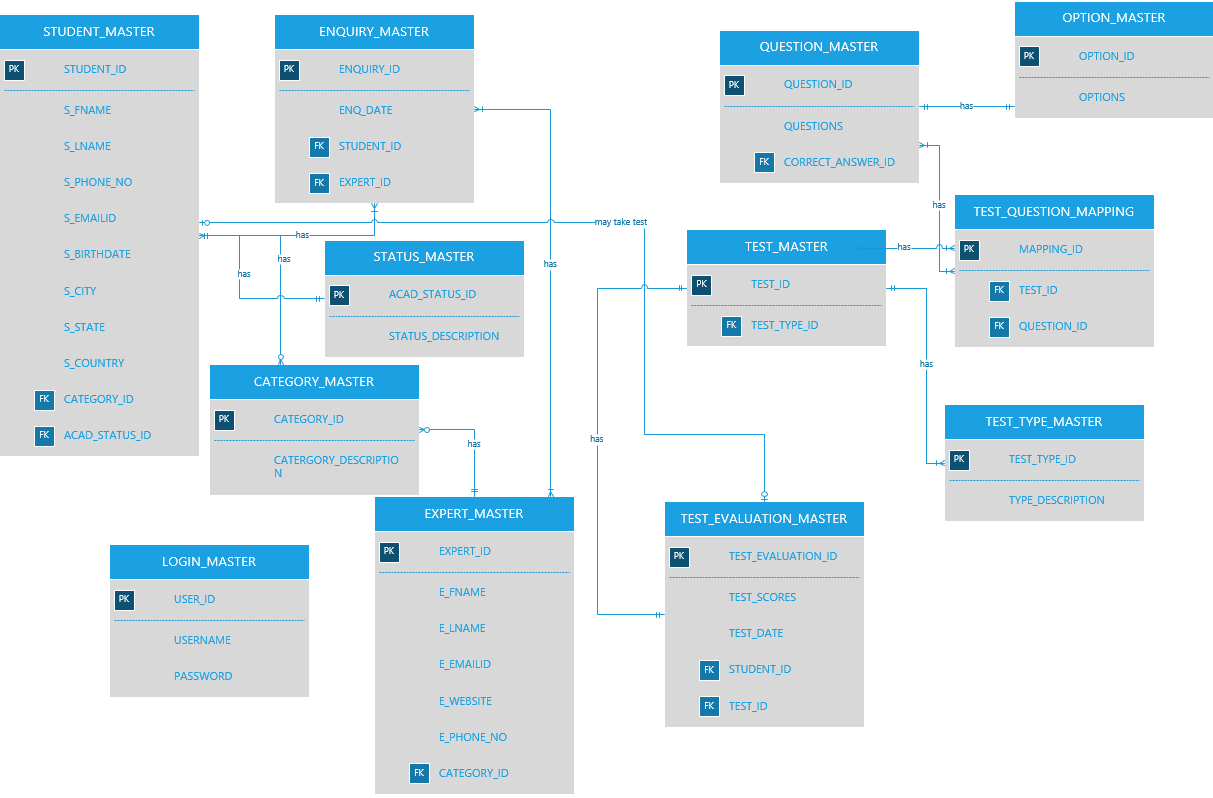 STUDENT_MASTER
PK STUDENT_ID
S_FNAME
S_LNAME
S_PHONE_NO
S_EMAILID
S_BIRTHDATE
S_CITY
S_STATE
S_COUNTRY
FK CATEGORY_ID
FK ACAD_STATUS_ID
ENQUIRY_MASTER
PK ENQUIRY_ID
ENQ_DATE
FK STUDENT_ID
FK EXPERT_ID
has
has
has
may take test
has
STATUS_MASTER
PK ACAD_STATUS_ID
STATUS_DESCRIPTION
CATEGORY_MASTER
PK CATEGORY_ID
CATERGORY_DESCRIPTIO
N
has
EXPERT_MASTER
PK EXPERT_ID
E_FNAME
E_LNAME
E_EMAILID
E_WEBSITE
E_PHONE_NO
FK CATEGORY_ID
LOGIN_MASTER
PK USER_ID
USERNAME
PASSWORD
QUESTION_MASTER
PK QUESTION_ID
QUESTIONS
FK CORRECT_ANSWER_ID
has
OPTION_MASTER
PK OPTION_ID
OPTIONS
has
TEST_QUESTION_MAPPING
PK MAPPING_ID
FK TEST_ID
FK QUESTION_ID
has
TEST_MASTER
PK TEST_ID
FK TEST_TYPE_ID
has
has
TEST_TYPE_MASTER
PK TEST_TYPE_ID
TYPE_DESCRIPTION
TEST_EVALUATION_MASTER
PK TEST_EVALUATION_ID
TEST_SCORES
TEST_DATE
FK STUDENT_ID
FK TEST_ID